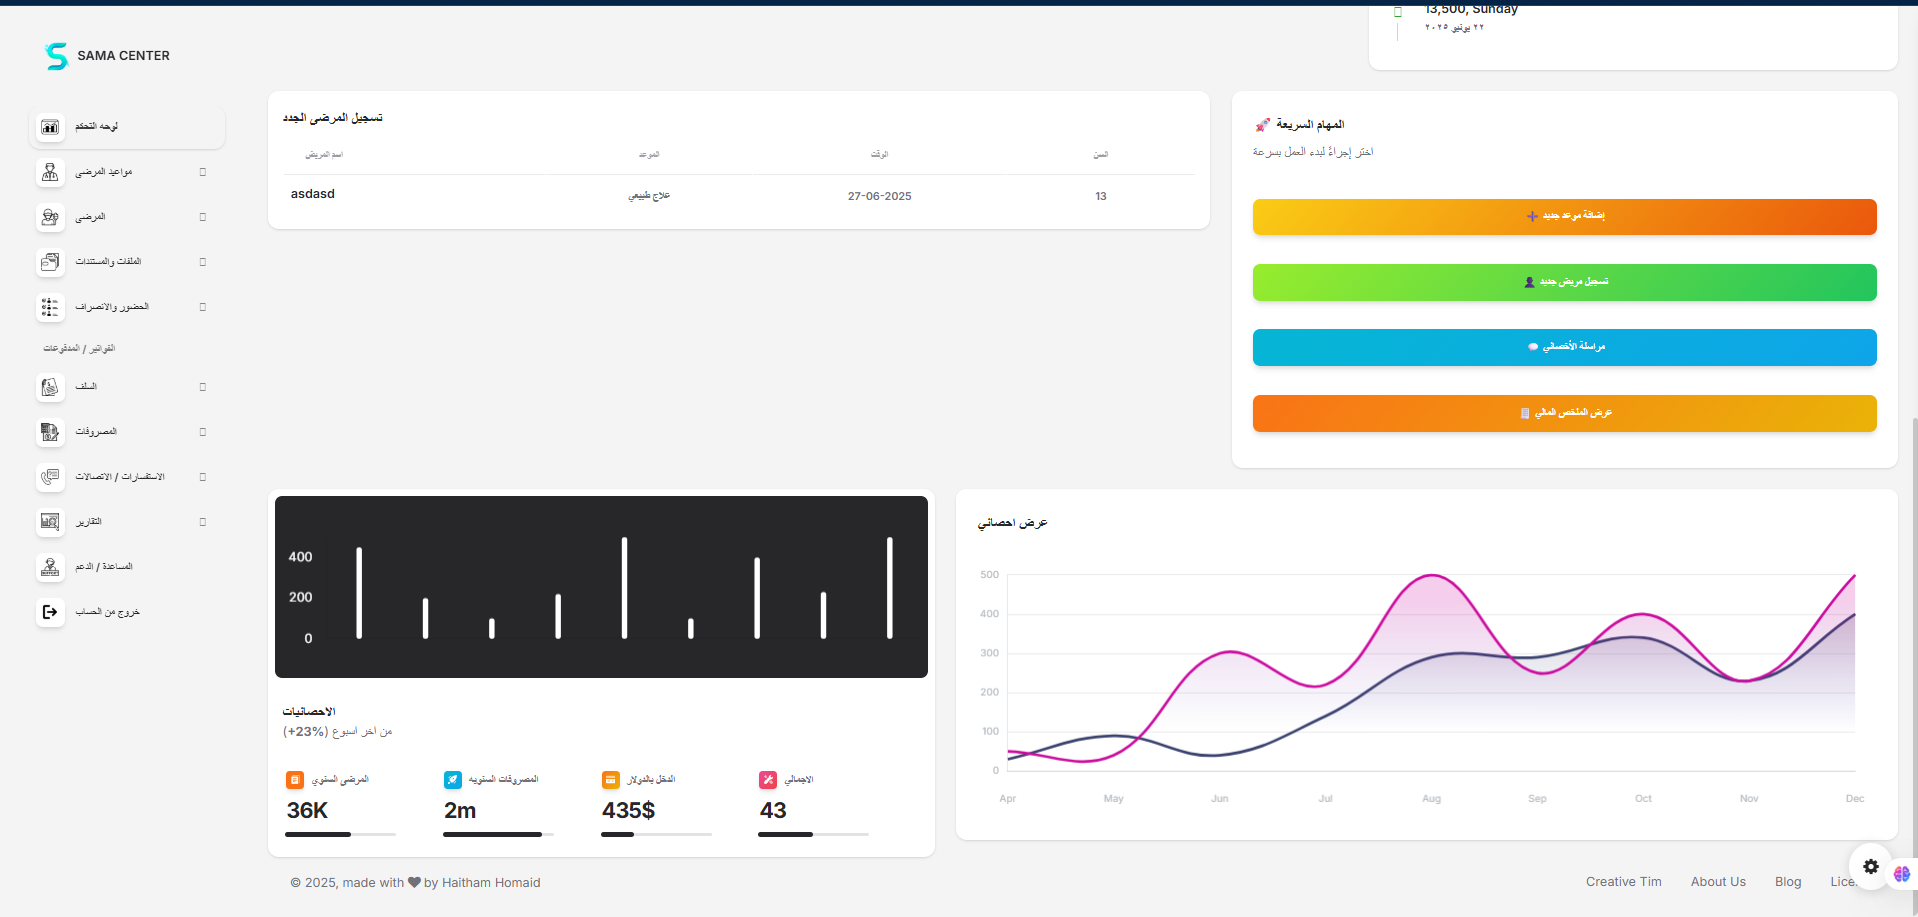 SAMA CENTER
لوحه التحكم
مواعيد المرضى
المرضى
الملفات والمستندات
الحضور والانصراف
الفواتير / المدفوعات
السلف
المصروفات
الاستفسارات / الاتصالات
التقارير
المساعدة / الدعم
خروج من الحساب
13,500, Sunday
٢٢ يونيو ٢٠٢٥
تسجيل المرضى الجدد
اسم المريض الموعد الوقت السن
asdasd علاج طبيعي 27-06-2025 13
المهام السريعة
اختر إجراءً لبدء العمل بسرعة
إضافة موعد جديد
تسجيل مريض جديد
مراسلة الأخصائي
عرض الملخص المالي
400
200
0
الاحصائيات
من اخر اسبوع (+23%)
المرضى السنوي
36K
المصروفات السنويه
2m
الدخل بالدولار
435$
الاجمالي
43
عرض احصائي
500
400
300
200
100
0
Apr May Jun Jul Aug Sep Oct Nov Dec
© 2025, made with by Haitham Homaid
Creative Tim About Us Blog